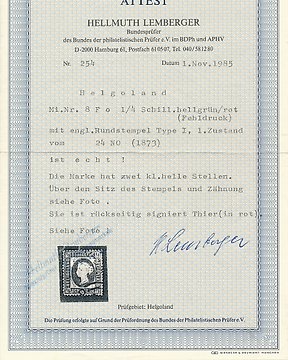 ATTEST
HELLMUTH LEMBERGER
Bundesprüfer
des Bundes der philatelistischen Prüfer e.V. im BDPh und APHV
D-2000 Hamburg 61, Postfach 610507, Tel. 040/581280
Nr. 254 Datum 1.Nov.1985
Helgoland
Mi.Nr. 8 F o 1/4 Schill.hellgrün/rot
(Fehldruck)
mit engl.Rundstempel Type I, 1.Zustand
vom 24 NO (1873)
ist echt!
Die Marke hat zwei kl.helle Stellen.
Über den Sitz des Stempels und Zähnung
siehe Foto .
Sie ist rückseitig signiert Thier(in rot).
Siehe Foto
H. Lemberger
Prüfgebiet: Helgoland
Die Prüfung erfolgte auf Grund der Prüfordnung des Bundes der Philatelistischen Prüfer e.V.
GIESECKE & DEVRIENT MÜNCHEN